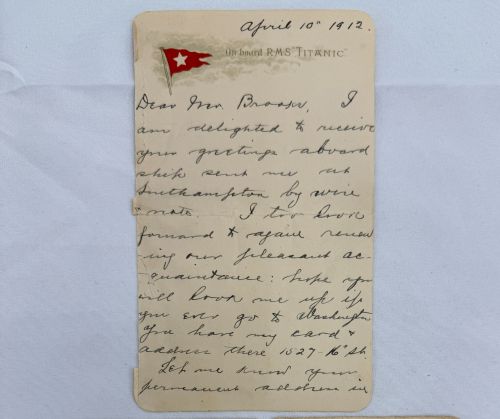 April 10th 1912.
On board R.M.S. "TITANIC"
Dear Mrs Brooks, I
am delighted to receive
your greetings aboard
ship sent me at
Southampton by wire
& note. I too look
forward to again renew
-ing our pleasant ac-
quaintance: hope you
will look me up if
you ever go to Washington
You have my card &
address there 1527-16th St.
Let me know your
permanent address in